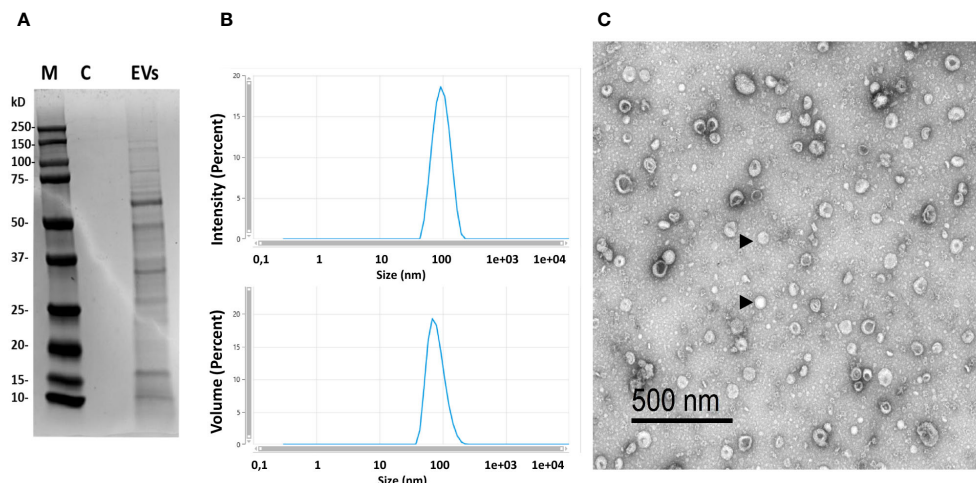 A
B
C
M C EVs
kD
250-
150-
100-
75-
50-
37-
25-
20-
15-
10-
Intensity (Percent)
20
15
10
5
0
0,1 1 10 100 1e+03 1e+04
Size (nm)
Volume (Percent)
20
15
10
5
0
0,1 1 10 100 1e+03 1e+04
Size (nm)
500 nm